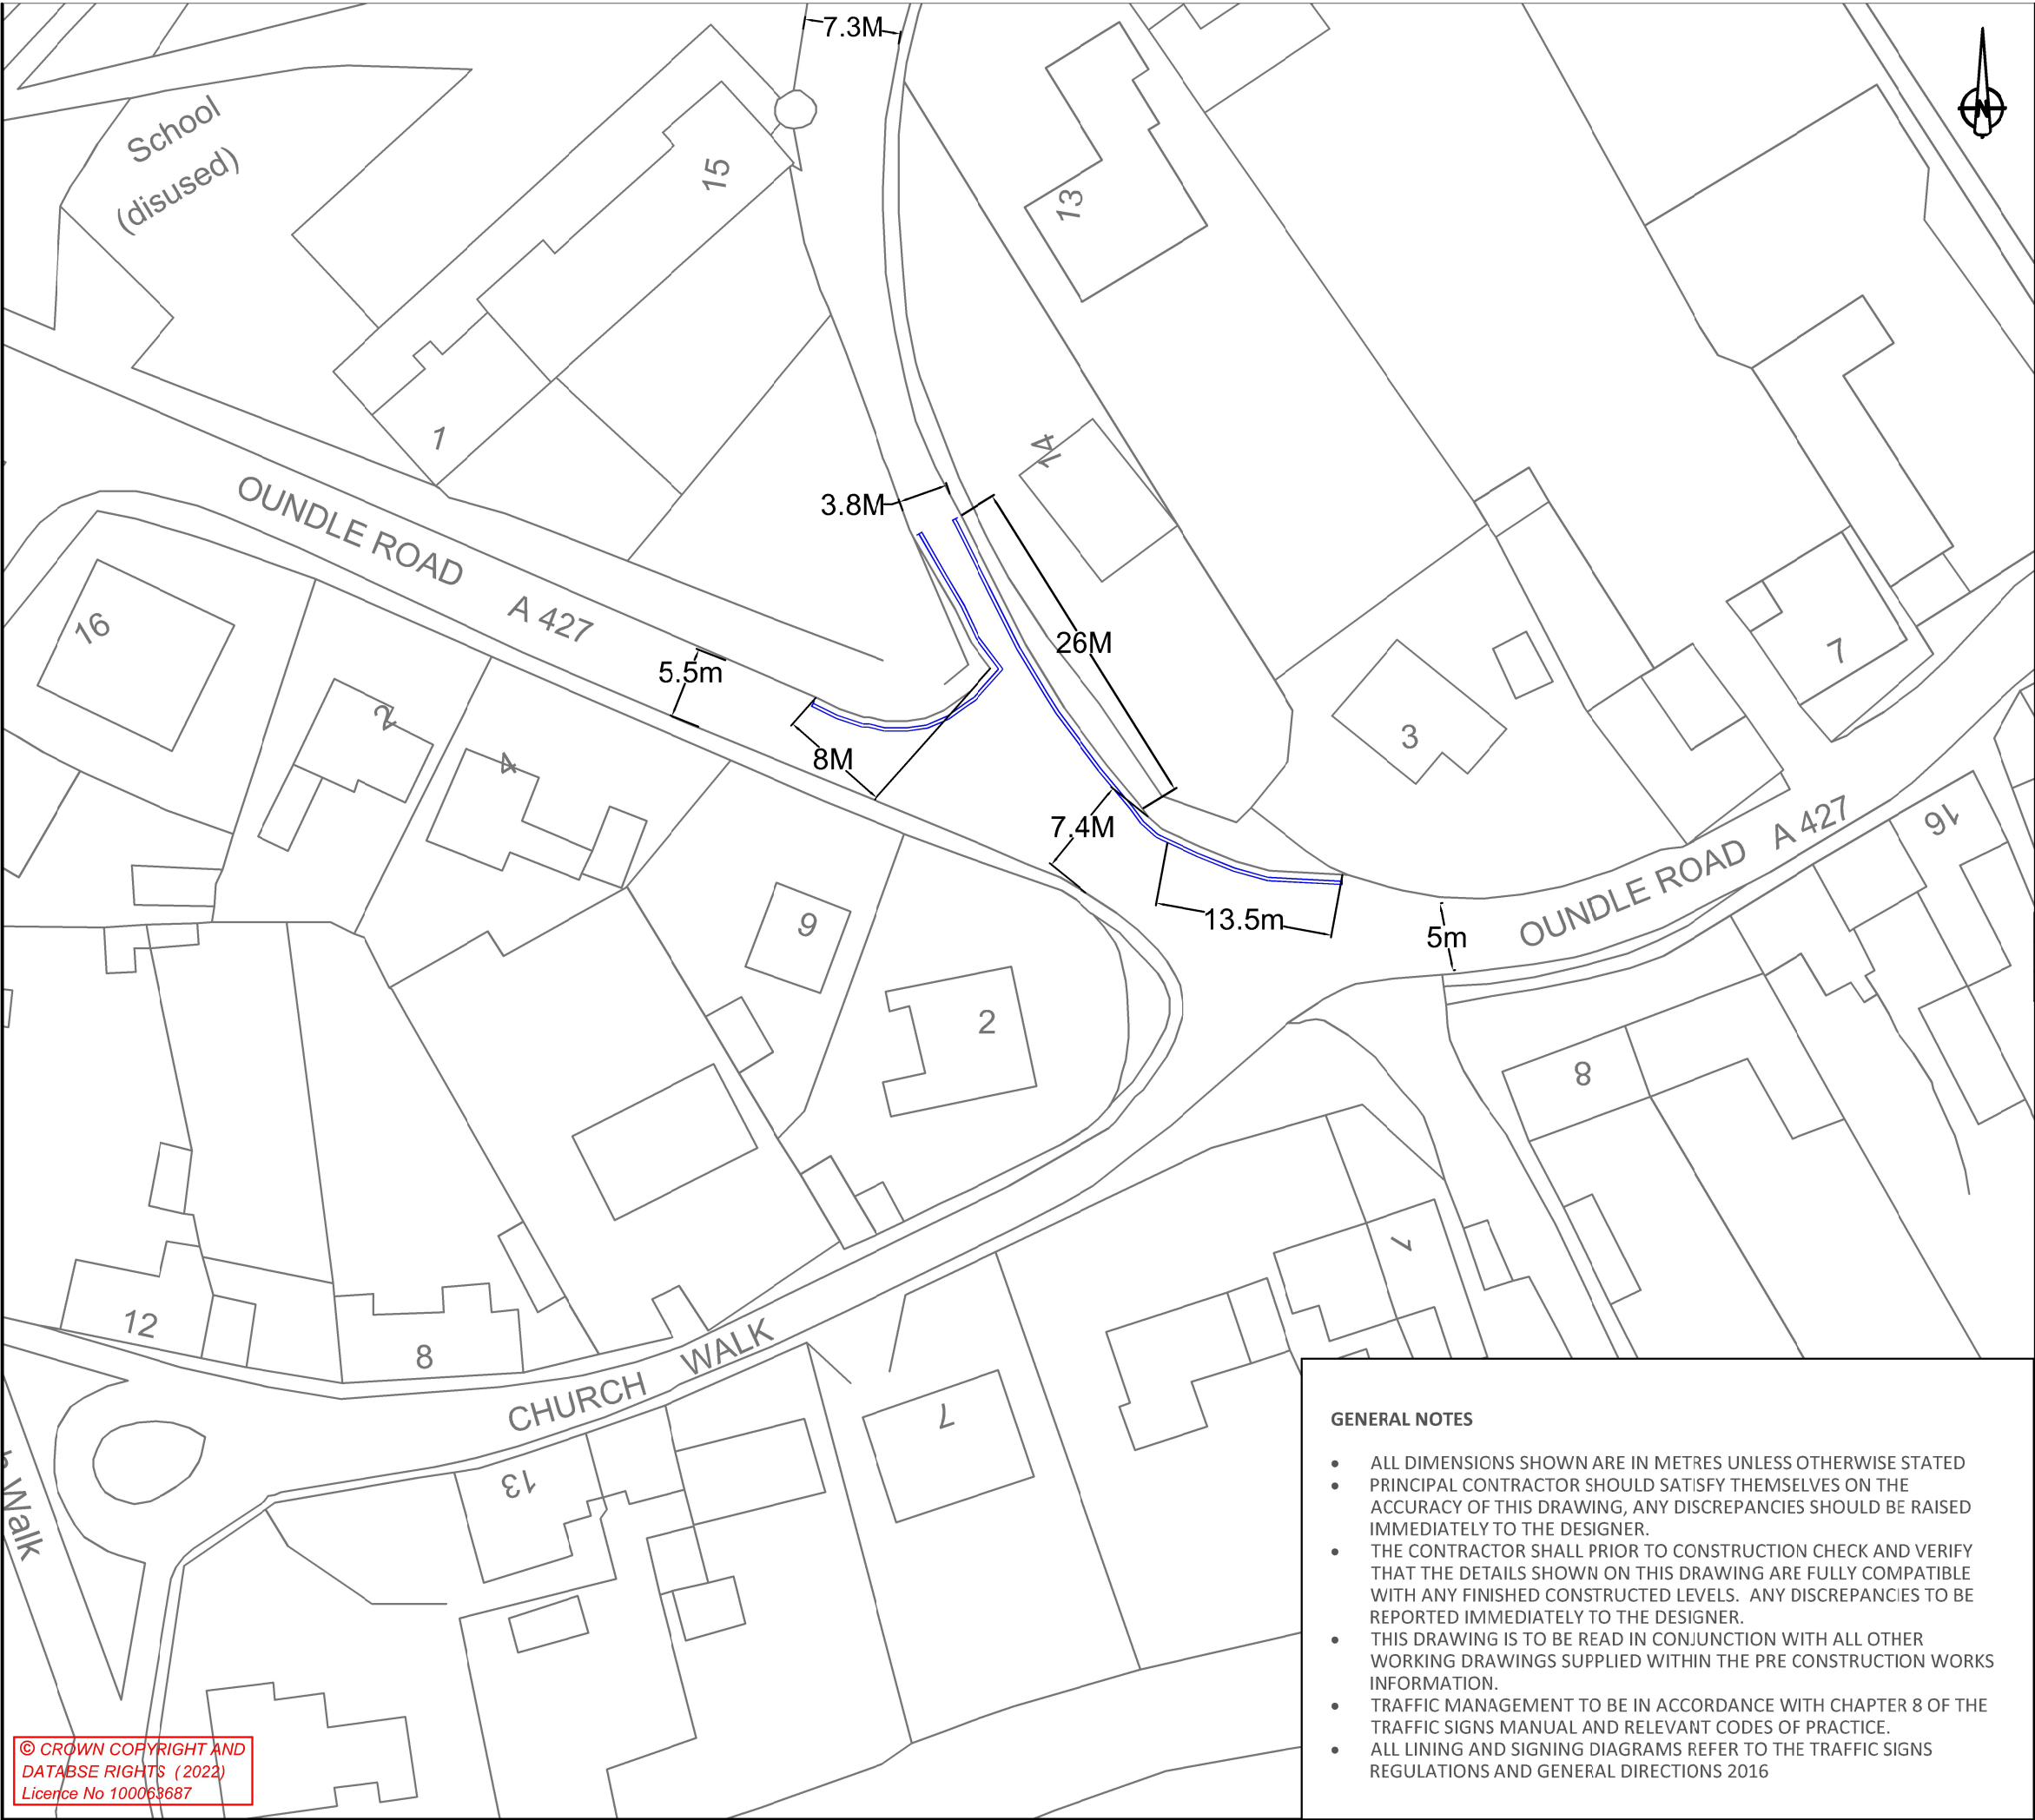 7.3M
N
School
(disused)
15
13
1
14
OUNDLE ROAD A 427
3.8M
26M
16
5.5m
2
4
8M
3
7
7.4M
13.5m
5m
OUNDLE ROAD A 427
16
6
2
8
12
8
CHURCH WALK
7
1
13
h Walk
GENERAL NOTES
• ALL DIMENSIONS SHOWN ARE IN METRES UNLESS OTHERWISE STATED
• PRINCIPAL CONTRACTOR SHOULD SATISFY THEMSELVES ON THE
ACCURACY OF THIS DRAWING, ANY DISCREPANCIES SHOULD BE RAISED
IMMEDIATELY TO THE DESIGNER.
• THE CONTRACTOR SHALL PRIOR TO CONSTRUCTION CHECK AND VERIFY
THAT THE DETAILS SHOWN ON THIS DRAWING ARE FULLY COMPATIBLE
WITH ANY FINISHED CONSTRUCTED LEVELS. ANY DISCREPANCIES TO BE
REPORTED IMMEDIATELY TO THE DESIGNER.
• THIS DRAWING IS TO BE READ IN CONJUNCTION WITH ALL OTHER
WORKING DRAWINGS SUPPLIED WITHIN THE PRE CONSTRUCTION WORKS
INFORMATION.
• TRAFFIC MANAGEMENT TO BE IN ACCORDANCE WITH CHAPTER 8 OF THE
TRAFFIC SIGNS MANUAL AND RELEVANT CODES OF PRACTICE.
• ALL LINING AND SIGNING DIAGRAMS REFER TO THE TRAFFIC SIGNS
REGULATIONS AND GENERAL DIRECTIONS 2016
© CROWN COPYRIGHT AND
DATABSE RIGHTS (2022)
Licence No 100063687